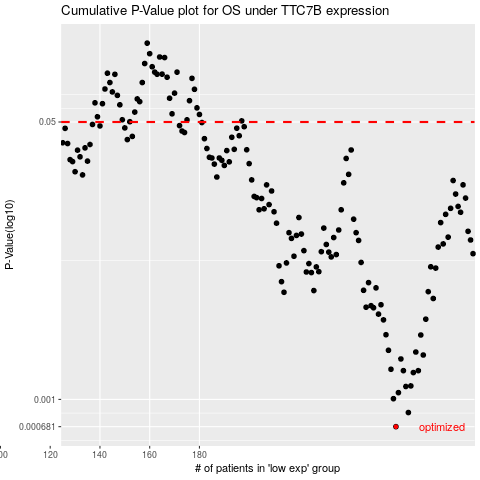 Cumulative P-Value plot for OS under TTC7B expression
0.05
P-Value(log10)
0.001
0.000681
optimized
00 120 140 160 180
# of patients in 'low exp' group